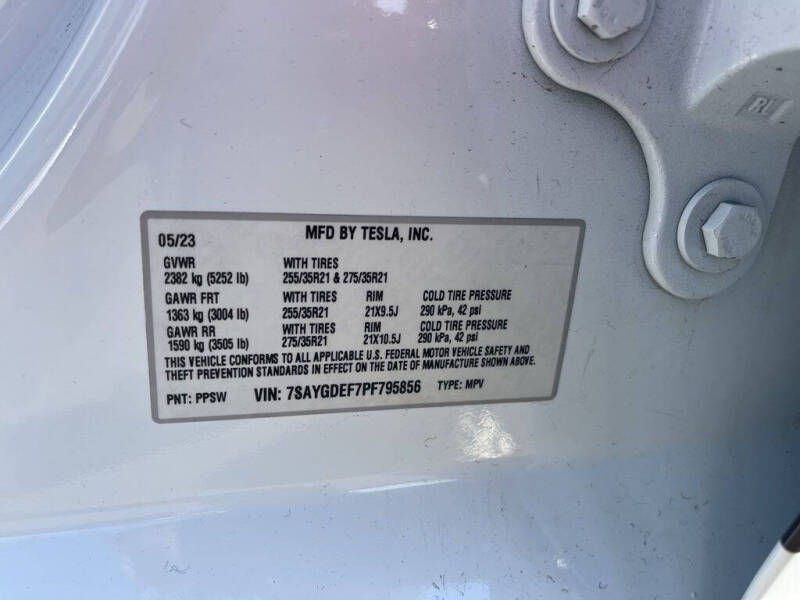 05/23 MFD BY TESLA, INC.
GVWR WITH TIRES
2382 kg (5252 lb) 255/35R21 & 275/35R21
GAWR FRT WITH TIRES RIM COLD TIRE PRESSURE
1363 kg (3004 lb) 255/35R21 21X9.5J 290 kPa, 42 psi
GAWR RR WITH TIRES RIM COLD TIRE PRESSURE
1590 kg (3505 lb) 275/35R21 21X10.5J 290 kPa, 42 psi
THIS VEHICLE CONFORMS TO ALL APPLICABLE U.S. FEDERAL MOTOR VEHICLE SAFETY AND
THEFT PREVENTION STANDARDS IN EFFECT ON THE DATE OF MANUFACTURE SHOWN ABOVE.
PNT: PPSW VIN: 7SAYGDEF7PF795856 TYPE: MPV